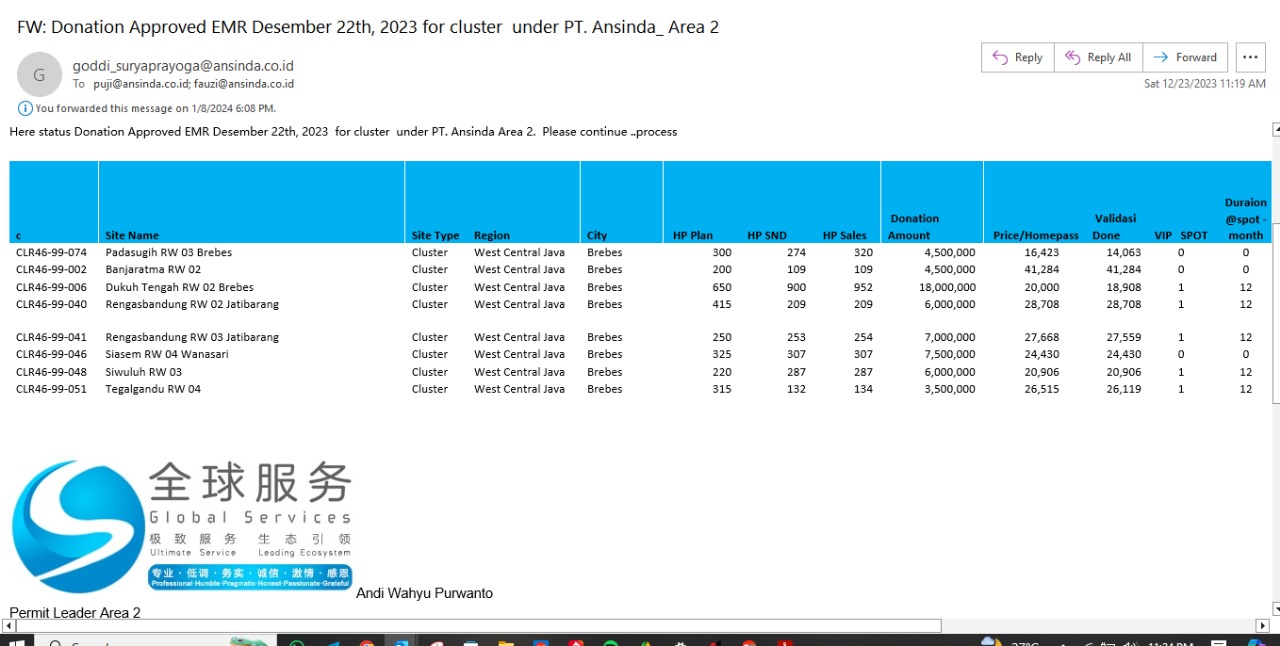 FW: Donation Approved EMR Desember 22th, 2023 for cluster  under PT. Ansinda_ Area 2
G
goddi_suryaprayoga@ansinda.co.id
To puji@ansinda.co.id; fauzi@ansinda.co.id
Reply Reply All Forward
Sat 12/23/2023 11:19 AM
You forwarded this message on 1/8/2024 6:08 PM.
Here status Donation Approved EMR Desember 22th, 2023  for cluster  under PT. Ansinda Area 2.  Please continue ..process
c Site Name Site Type Region City HP Plan HP SND HP Sales Donation Amount Price/Homepass Validasi Done VIP SPOT Duraion @spot - month
CLR46-99-074 Padasugih RW 03 Brebes Cluster West Central Java Brebes 300 274 320 4,500,000 16,423 14,063 0 0
CLR46-99-002 Banjaratma RW 02 Cluster West Central Java Brebes 200 109 109 4,500,000 41,284 41,284 0 0
CLR46-99-006 Dukuh Tengah RW 02 Brebes Cluster West Central Java Brebes 650 900 952 18,000,000 20,000 18,908 1 12
CLR46-99-040 Rengasbandung RW 02 Jatibarang Cluster West Central Java Brebes 415 209 209 6,000,000 28,708 28,708 1 12
CLR46-99-041 Rengasbandung RW 03 Jatibarang Cluster West Central Java Brebes 250 253 254 7,000,000 27,668 27,559 1 12
CLR46-99-046 Siasem RW 04 Wanasari Cluster West Central Java Brebes 325 307 307 7,500,000 24,430 24,430 0 0
CLR46-99-048 Siwuluh RW 03 Cluster West Central Java Brebes 220 287 287 6,000,000 20,906 20,906 1 12
CLR46-99-051 Tegalgandu RW 04 Cluster West Central Java Brebes 315 132 134 3,500,000 26,515 26,119 1 12
全球服务
Global Services
极致服务 生态引领
Ultimate Service Leading Ecosystem
专业·低调·务实·诚信·激情·感恩
Professional·Humble·Pragmatic·Honest·Passionate·Grateful
Andi Wahyu Purwanto
Permit Leader Area 2